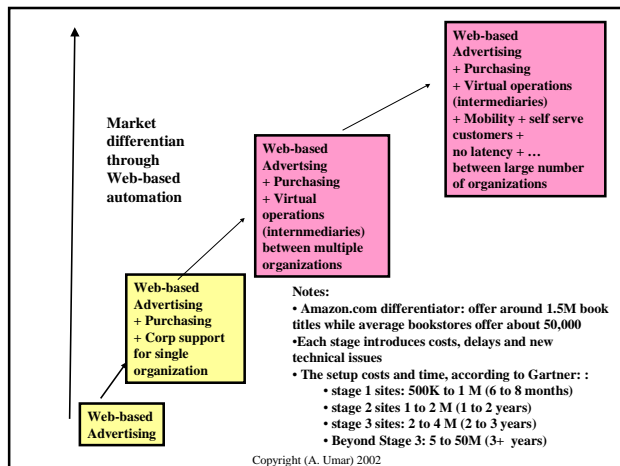 Web-based
Advertising
+ Purchasing
+ Virtual operations
(intermediaries)
+ Mobility + self serve
customers +
no latency + …
between large number
of organizations
Market
differentian
through
Web-based
automation
Web-based
Advertsing
+ Purchasing
+ Virtual
operations
(internmediaries)
between multiple
organizations
Web-based
Advertising
+ Purchasing
+ Corp support
for single
organization
Web-based
Advertising
Notes:
• Amazon.com differentiator: offer around 1.5M book
titles while average bookstores offer about 50,000
•Each stage introduces costs, delays and new
technical issues
• The setup costs and time, according to Gartner: :
• stage 1 sites: 500K to 1 M (6 to 8 months)
• stage 2 sites 1 to 2 M (1 to 2 years)
• stage 3 sites: 2 to 4 M (2 to 3 years)
• Beyond Stage 3: 5 to 50M (3+ years)
Copyright (A. Umar) 2002